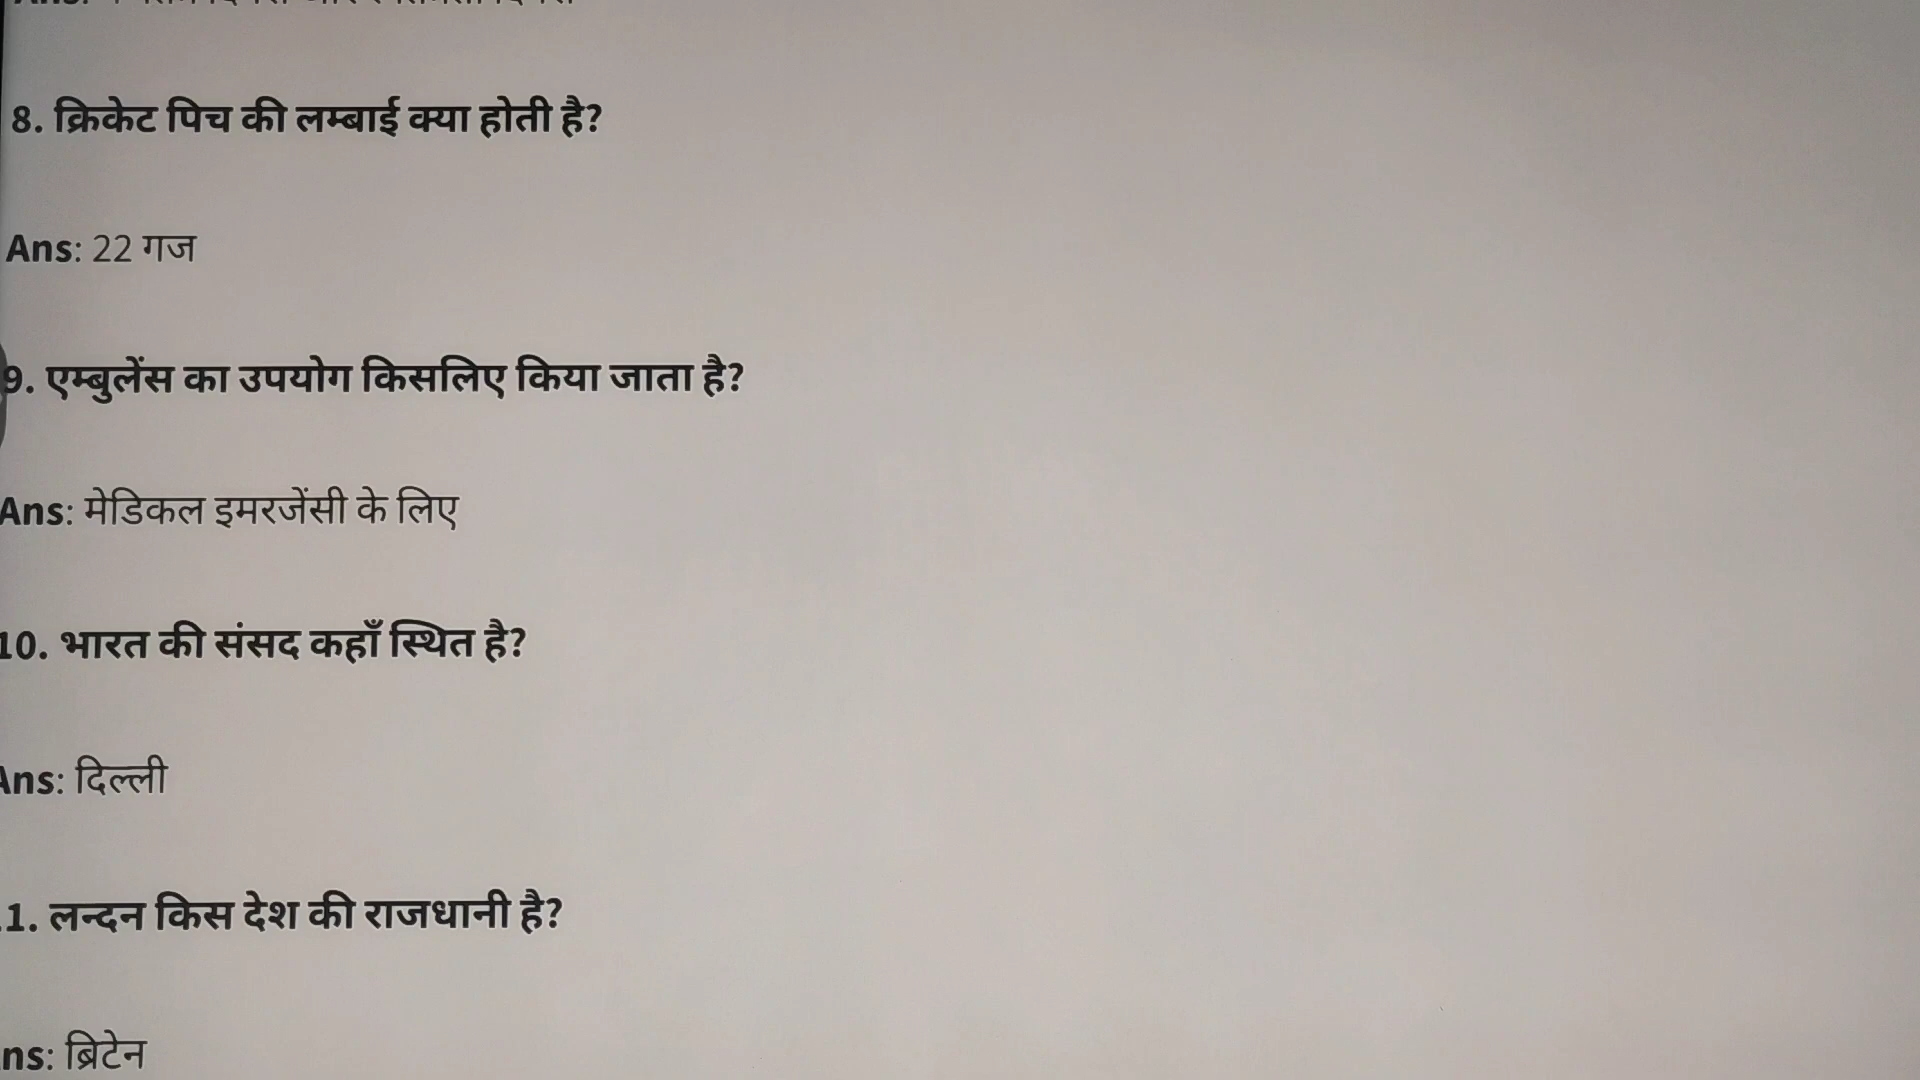 8. क्रिकेट पिच की लम्बाई क्या होती है?
Ans: 22 गज
9. एम्बुलेंस का उपयोग किसलिए किया जाता है?
Ans: मेडिकल इमरजेंसी के लिए
10. भारत की संसद कहाँ स्थित है?
Ans: दिल्ली
1. लन्दन किस देश की राजधानी है?
ns: ब्रिटेन